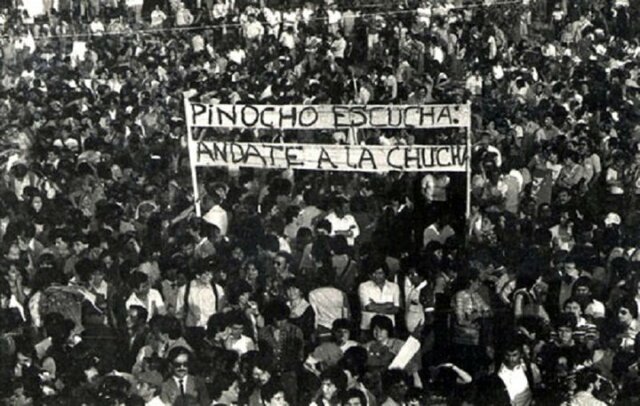 PINOCHO ESCUCHA:
ANDATE A LA CHUCHA